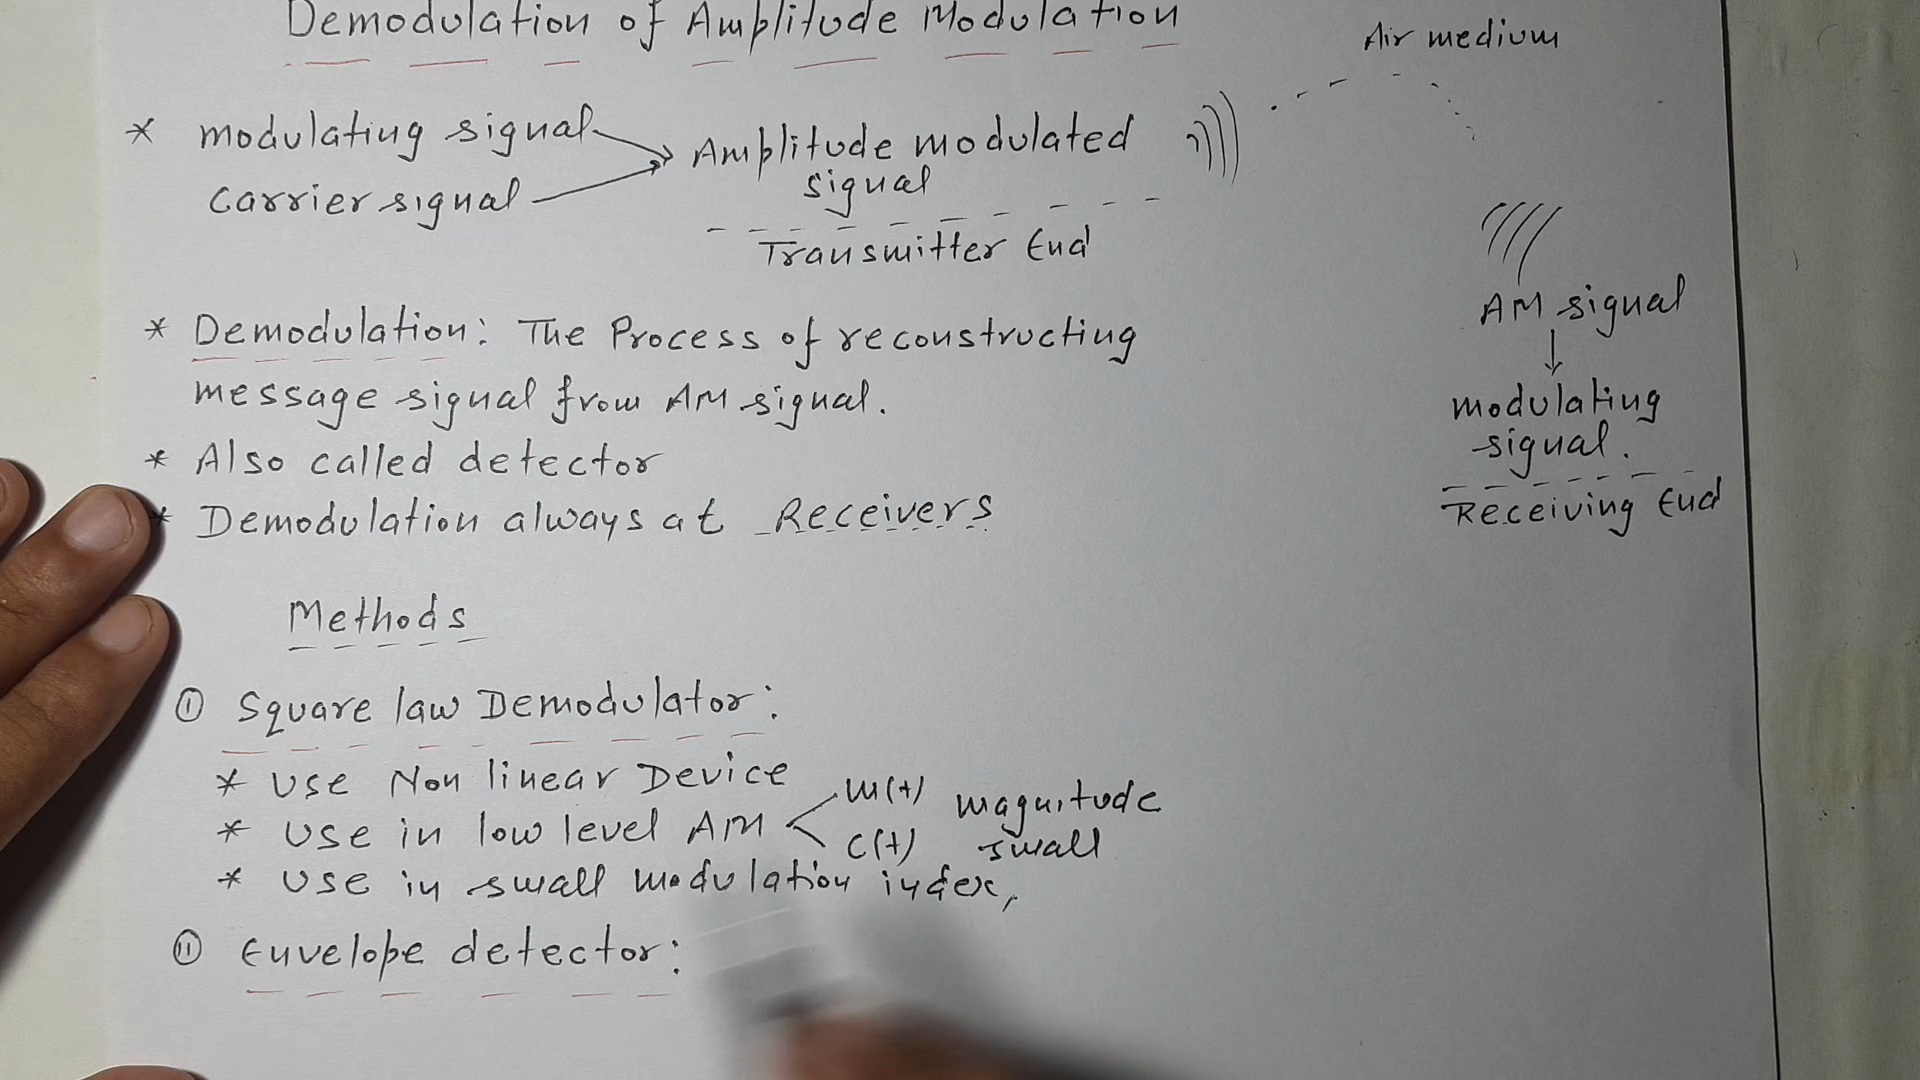 Demodulation of Amplitude Modulation
Air medium
* modulating signal
carrier signal
Amplitude modulated
signal
Transmitter End
AM signal
modulating
signal.
Receiving End
* Demodulation: The Process of reconstructing
message signal from AM signal.
* Also called detector
* Demodulation always at Receivers
Methods
① Square law Demodulator:
* Use Non linear Device
* Use in low level AM m(t) magnitude
c(t) small
* Use in small modulation index,
② Envelope detector: